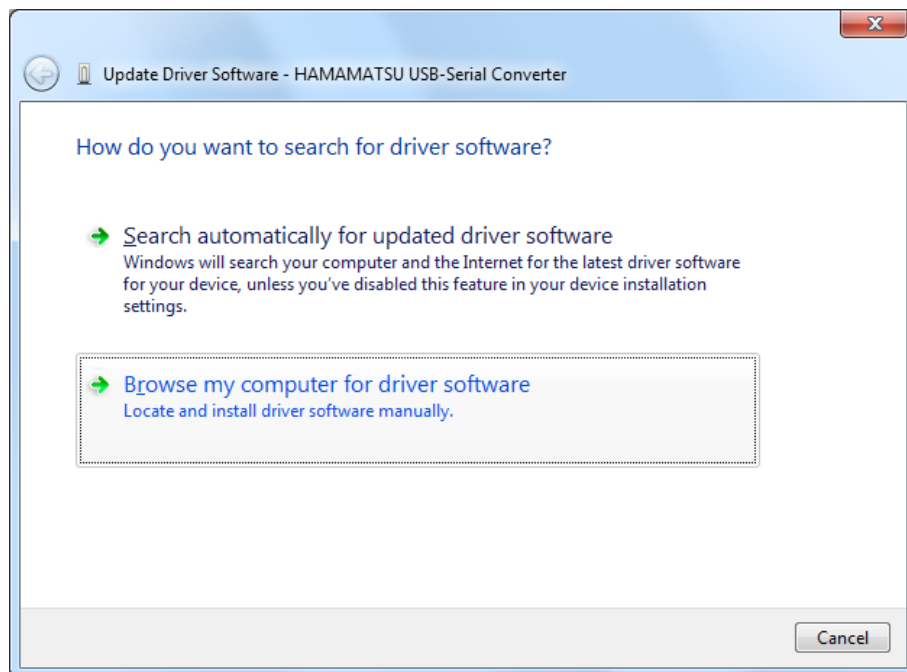 Update Driver Software - HAMAMATSU USB-Serial Converter
How do you want to search for driver software?
Search automatically for updated driver software
Windows will search your computer and the Internet for the latest driver software
for your device, unless you've disabled this feature in your device installation
settings.
Browse my computer for driver software
Locate and install driver software manually.
Cancel